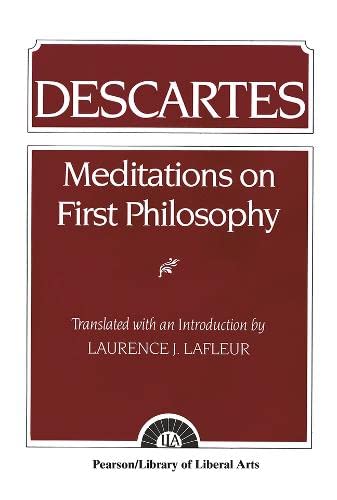 DESCARTES
Meditations on
First Philosophy
Translated with an Introduction by
LAURENCE J. LAFLEUR
LLA
Pearson/Library of Liberal Arts